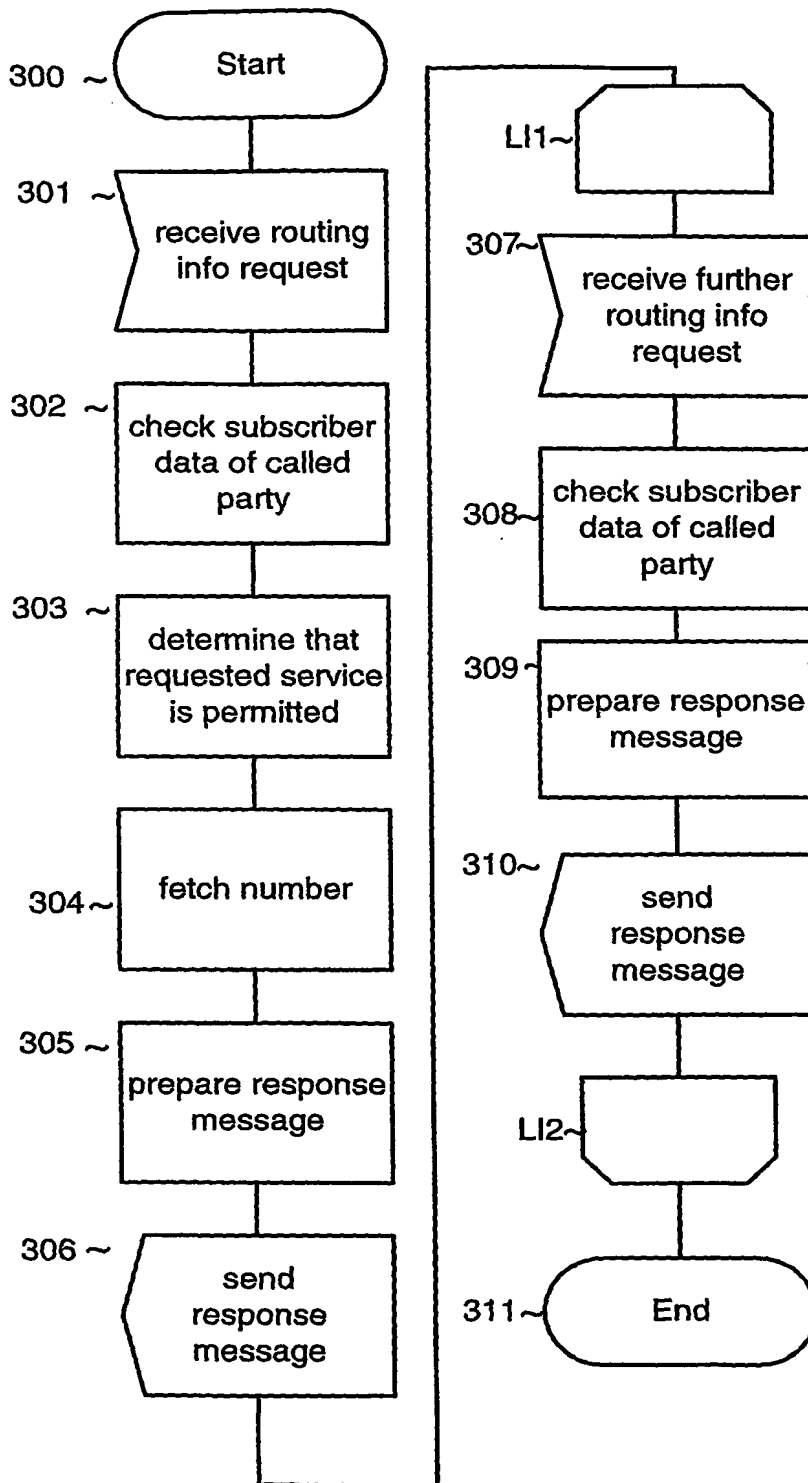 300 ~
Start
301 ~
receive routing
info request
302 ~
check subscriber
data of called
party
303 ~
determine that
requested service
is permitted
304 ~
fetch number
305 ~
prepare response
message
306 ~
send
response
message
LI1~
307~
receive further
routing info
request
308~
check subscriber
data of called
party
309~
prepare response
message
310~
send
response
message
LI2~
311~
End